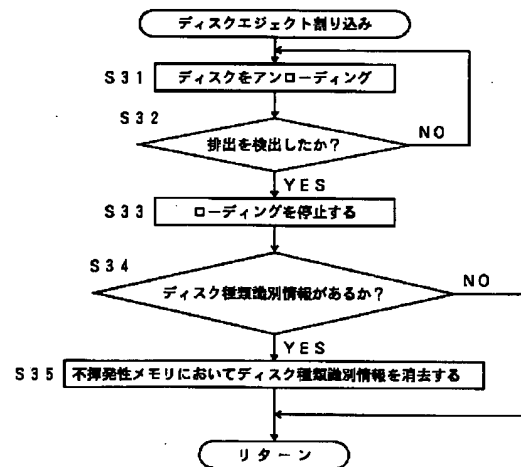 ディスクエジェクト割り込み
S31 ディスクをアンローディング
S32
排出を検出したか？
NO
YES
S33 ローディングを停止する
S34
NO
ディスク種類識別情報があるか？
YES
S35 不揮発性メモリにおいてディスク種類識別情報を消去する
リターン